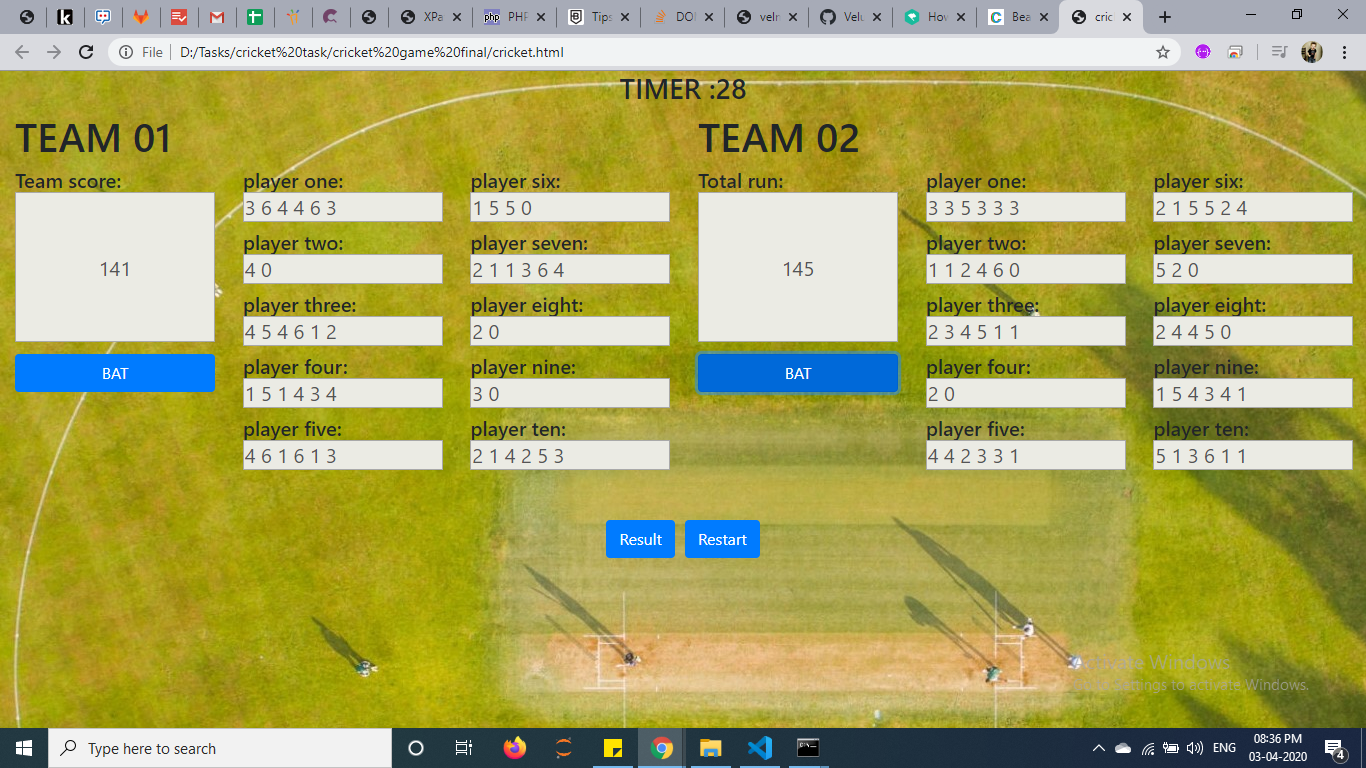 XPa
PHP
Tips
velm
Velu
How
Bea
cric
File D:/Tasks/cricket%20task/cricket%20game%20final/cricket.html
TIMER :28
TEAM 01
Team score:
141
BAT
player one:
3 6 4 4 6 3
player two:
4 0
player three:
4 5 4 6 1 2
player four:
1 5 1 4 3 4
player five:
4 6 1 6 1 3
player six:
1 5 5 0
player seven:
2 1 1 3 6 4
player eight:
2 0
player nine:
3 0
player ten:
2 1 4 2 5 3
TEAM 02
Total run:
145
BAT
player one:
3 3 5 3 3 3
player two:
1 1 2 4 6 0
player three:
2 3 4 5 1 1
player four:
2 0
player five:
4 4 2 3 3 1
player six:
2 1 5 5 2 4
player seven:
5 2 0
player eight:
2 4 4 5 0
player nine:
1 5 4 3 4 1
player ten:
5 1 3 6 1 1
Result Restart
Activate Windows
Settings to activate Windows.
Type here to search
ENG
08:36 PM
03-04-2020
4